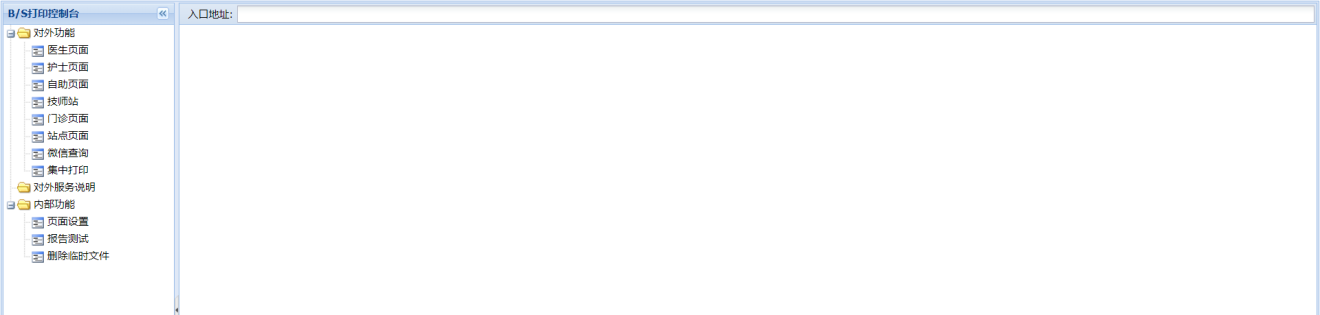 B/S打印控制台
入口地址:
对外功能
医生页面
护士页面
自助页面
技师站
门诊页面
站点页面
微信查询
集中打印
对外服务说明
内部功能
页面设置
报告测试
删除临时文件